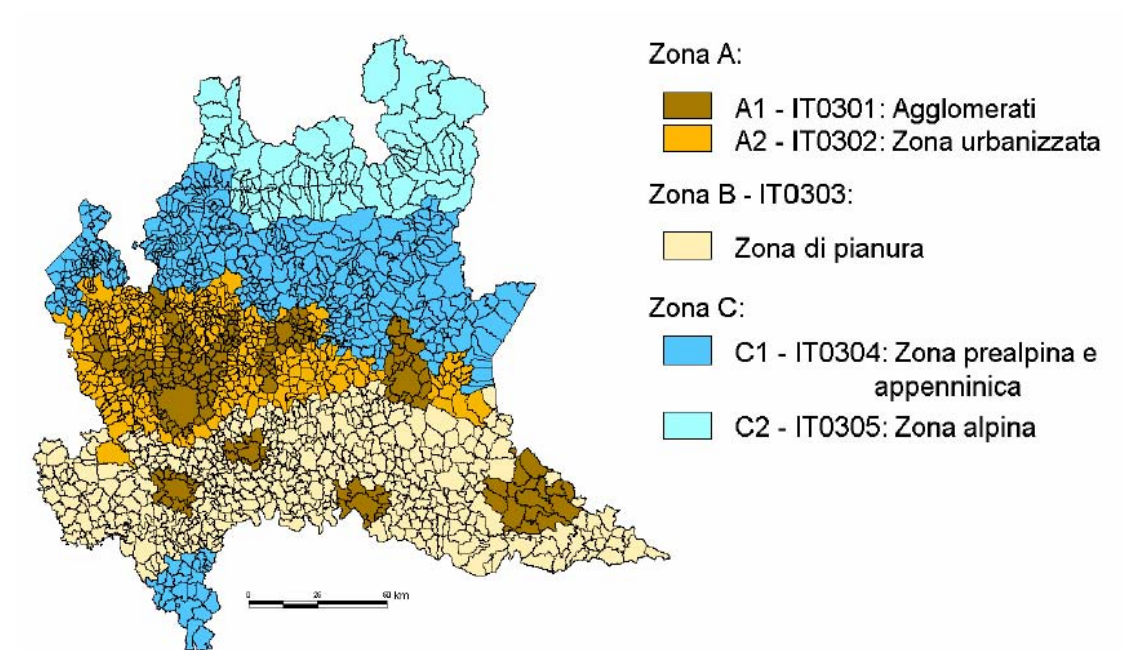 Zona A:
A1 - IT0301: Agglomerati
A2 - IT0302: Zona urbanizzata
Zona B - IT0303:
Zona di pianura
Zona C:
C1 - IT0304: Zona prealpina e
appenninica
C2 - IT0305: Zona alpina
0 km